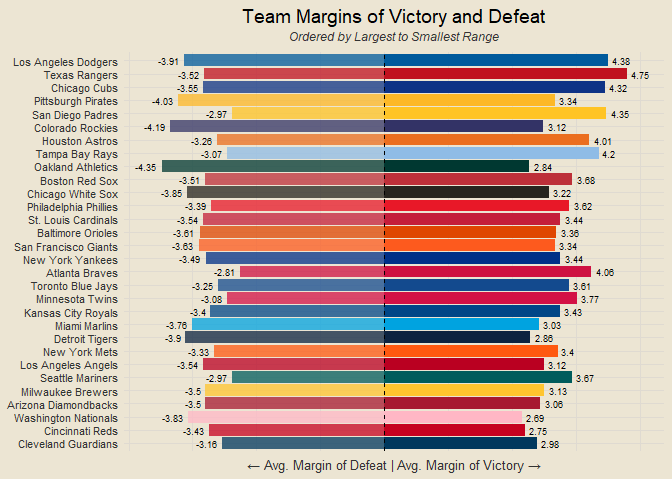 Team Margins of Victory and Defeat
Ordered by Largest to Smallest Range
Los Angeles Dodgers -3.91 4.38
Texas Rangers -3.52 4.75
Chicago Cubs -3.55 4.32
Pittsburgh Pirates -4.03 3.34
San Diego Padres -2.97 4.35
Colorado Rockies -4.19 3.12
Houston Astros -3.26 4.01
Tampa Bay Rays -3.07 4.2
Oakland Athletics -4.35 2.84
Boston Red Sox -3.51 3.68
Chicago White Sox -3.85 3.22
Philadelphia Phillies -3.39 3.62
St. Louis Cardinals -3.54 3.44
Baltimore Orioles -3.61 3.36
San Francisco Giants -3.63 3.34
New York Yankees -3.49 3.44
Atlanta Braves -2.81 4.06
Toronto Blue Jays -3.25 3.61
Minnesota Twins -3.08 3.77
Kansas City Royals -3.4 3.43
Miami Marlins -3.76 3.03
Detroit Tigers -3.9 2.86
New York Mets -3.33 3.4
Los Angeles Angels -3.54 3.12
Seattle Mariners -2.97 3.67
Milwaukee Brewers -3.5 3.13
Arizona Diamondbacks -3.5 3.06
Washington Nationals -3.83 2.69
Cincinnati Reds -3.43 2.75
Cleveland Guardians -3.16 2.98
← Avg. Margin of Defeat | Avg. Margin of Victory →